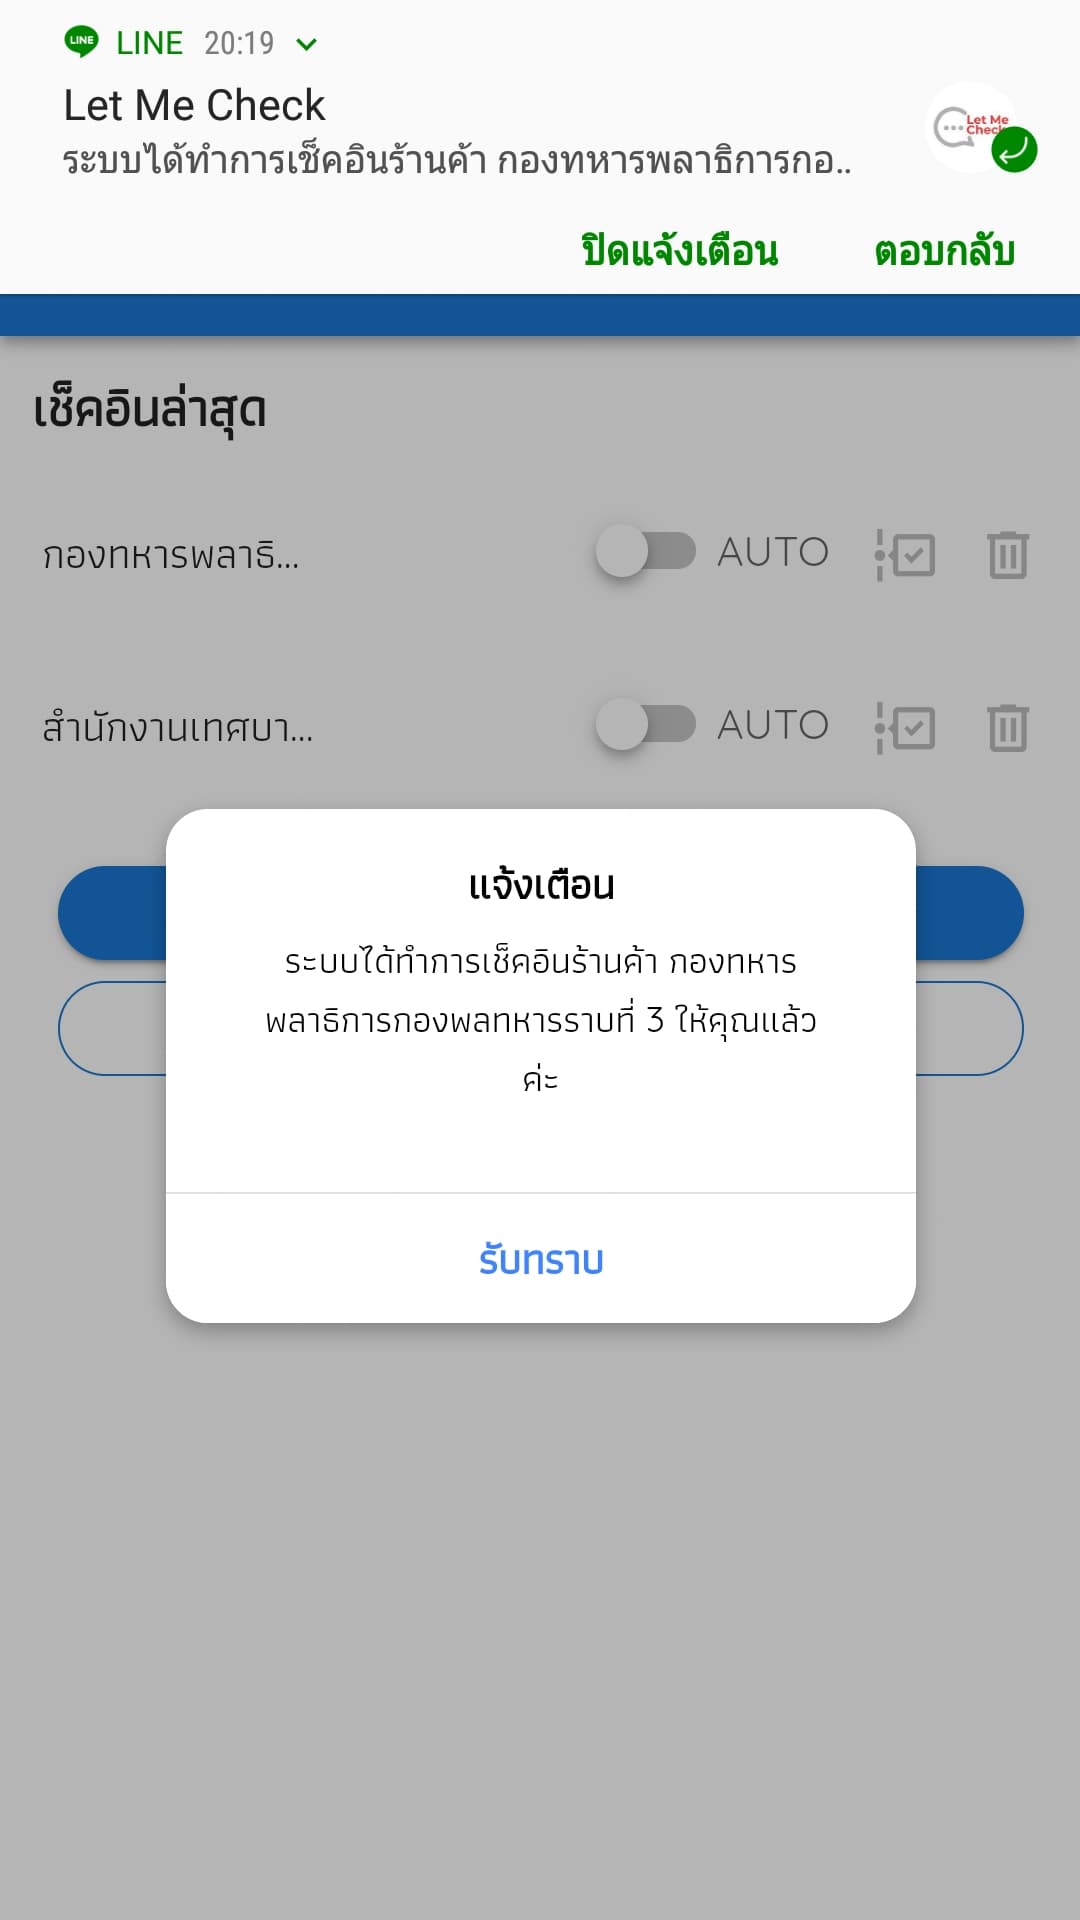 LINE 20:19
Let Me Check
ระบบได้ทำการเช็คอินร้านค้า กองทหารพลาธิการกอ..
Let Me
Check
ปิดแจ้งเตือน ตอบกลับ
เช็คอินล่าสุด
กองทหารพลาธิ... AUTO
สำนักงานเทศบา... AUTO
แจ้งเตือน
ระบบได้ทำการเช็คอินร้านค้า กองทหาร
พลาธิการกองพลทหารราบที่ 3 ให้คุณแล้ว
ค่ะ
รับทราบ